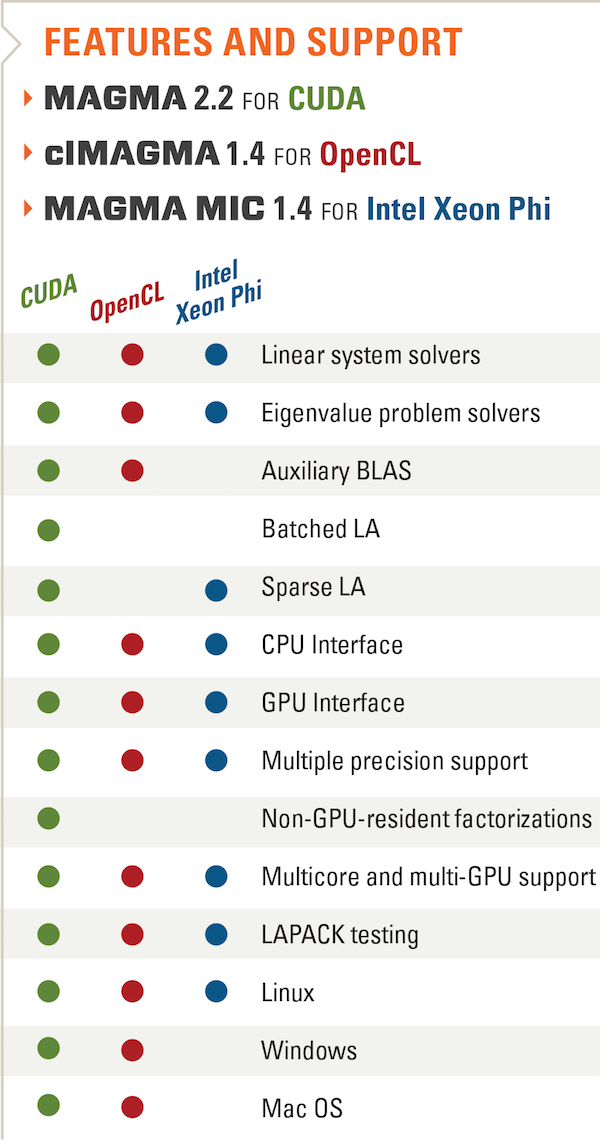 FEATURES AND SUPPORT
MAGMA 2.2 FOR CUDA
clMAGMA 1.4 FOR OpenCL
MAGMA MIC 1.4 FOR Intel Xeon Phi
CUDA
OpenCL
Intel
Xeon Phi
Linear system solvers
Eigenvalue problem solvers
Auxiliary BLAS
Batched LA
Sparse LA
CPU Interface
GPU Interface
Multiple precision support
Non-GPU-resident factorizations
Multicore and multi-GPU support
LAPACK testing
Linux
Windows
Mac OS